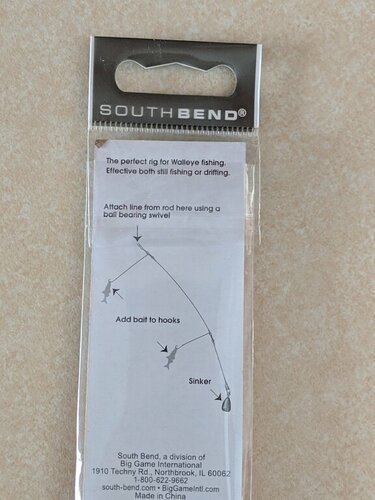 SOUTHBEND®
The perfect rig for Walleye fishing.
Effective both still fishing or drifting.
Attach line from rod here using a
ball bearing swivel
Add bait to hooks
Sinker
South Bend, a division of
Big Game International
1910 Techny Rd., Northbrook, IL 60062
1-800-622-9662
south-bend.com • BigGameIntl.com
Made in China